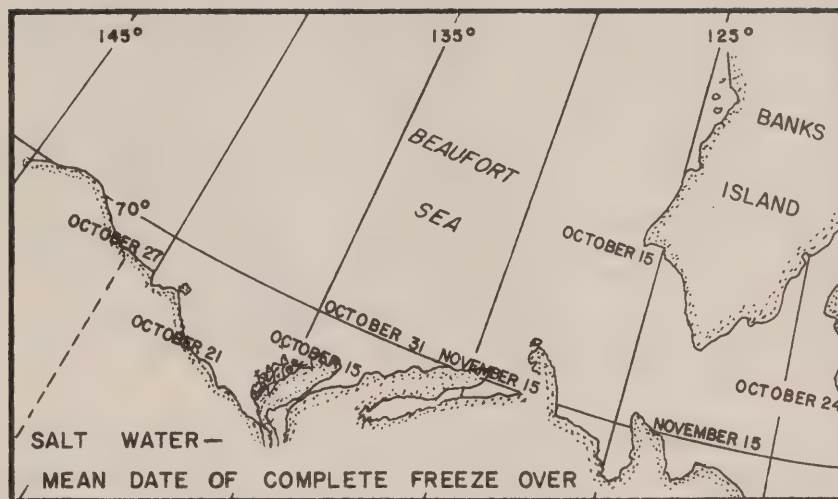 145°
135°
125°
BEAUFORT
SEA
BANKS
ISLAND
70°
OCTOBER 27
OCTOBER 15
OCTOBER 21
OCTOBER 15
OCTOBER 31
NOVEMBER 15
OCTOBER 24
NOVEMBER 15
SALT WATER—
MEAN DATE OF COMPLETE FREEZE OVER